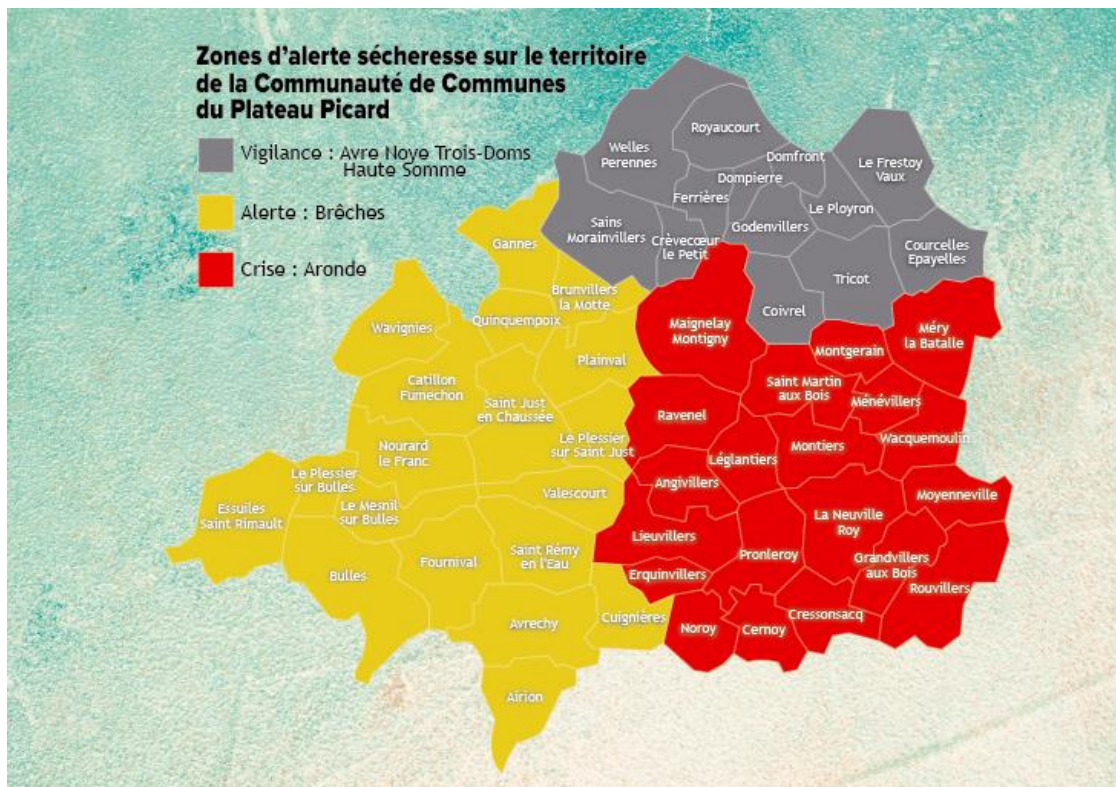 Zones d'alerte sécheresse sur le territoire
de la Communauté de Communes
du Plateau Picard
Vigilance : Avre Noye Trois-Doms
Haute Somme
Alerte : Brêches
Crise : Aronde
Royaucourt
Welles
Perennes
Domfront
Le Frestoy
Vaux
Dompierre
Ferrières
Le Ployron
Sains
Morainvillers
Godenvillers
Crèvecœur
le Petit
Courcelles
Epayelles
Tricot
Coivrel
Gannes
Brunvillers
la Motte
Quinquempoix
Wavignies
Plainval
Catillon
Fumechon
Saint Just
en Chaussée
Nourard
le Franc
Le Plessier
sur Saint Just
Le Plessier
sur Bulles
Valescourt
Essuiles
Saint Rimault
Le Mesnil
sur Bulles
Saint Rémy
en l'Eau
Fournival
Bulles
Avrechy
Cuignières
Airion
Maignelay
Montigny
Montgerain
Méry
la Batalle
Saint Martin
aux Bois
Ménévillers
Ravenel
Montiers
Wacquemoulin
Léglantiers
Angivillers
Moyenneville
La Neuville
Roy
Lieuvillers
Pronleroy
Grandvillers
aux Bois
Erquinvillers
Rouvillers
Cressonsacq
Noroy
Cernoy